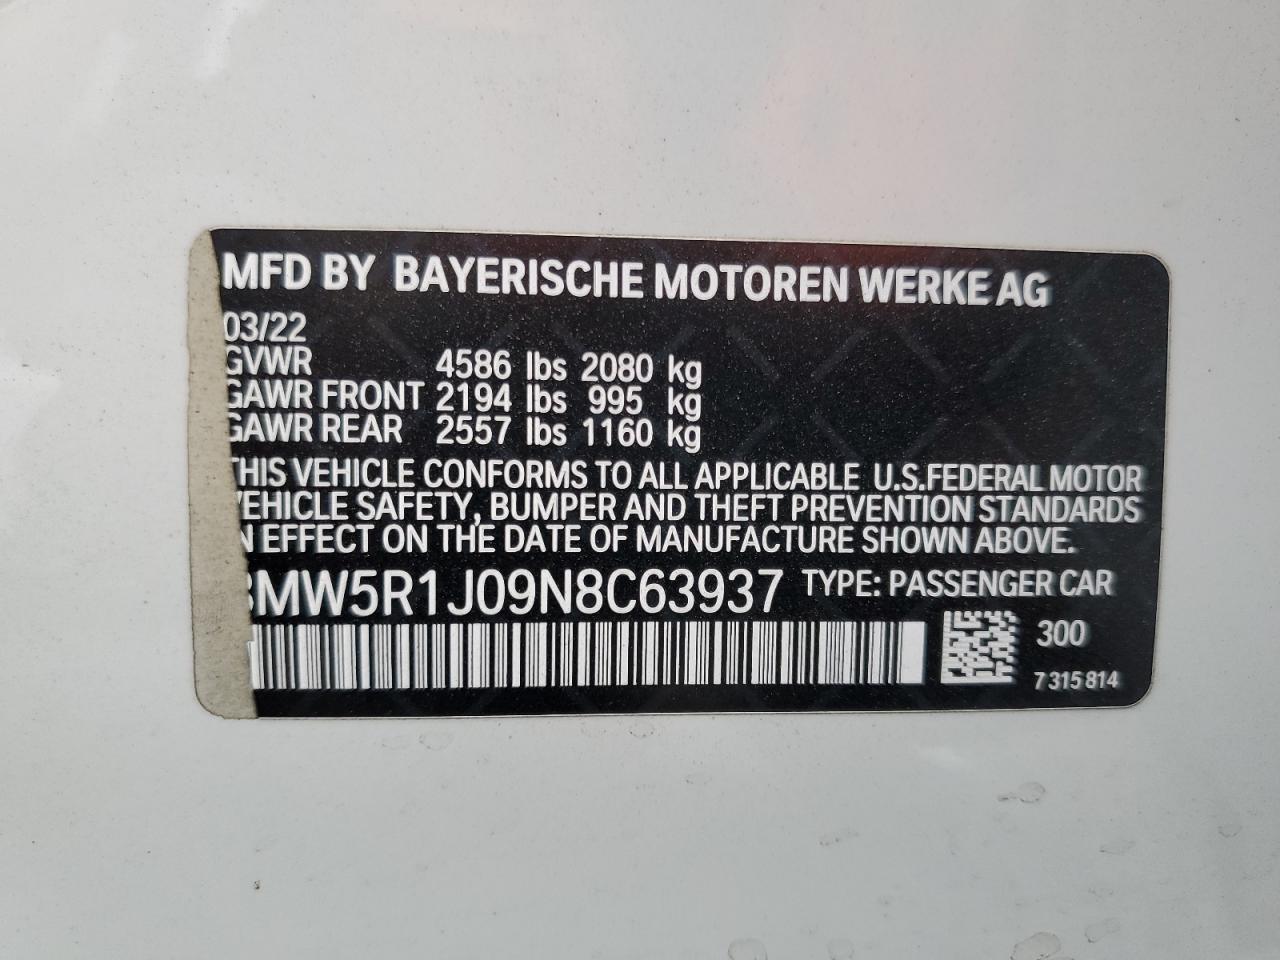 MFD BY BAYERISCHE MOTOREN WERKE AG
03/22
GVWR 4586 lbs 2080 kg
GAWR FRONT 2194 lbs 995 kg
GAWR REAR 2557 lbs 1160 kg
THIS VEHICLE CONFORMS TO ALL APPLICABLE U.S.FEDERAL MOTOR
VEHICLE SAFETY, BUMPER AND THEFT PREVENTION STANDARDS
IN EFFECT ON THE DATE OF MANUFACTURE SHOWN ABOVE.
3MW5R1J09N8C63937 TYPE: PASSENGER CAR
300
7 315 814